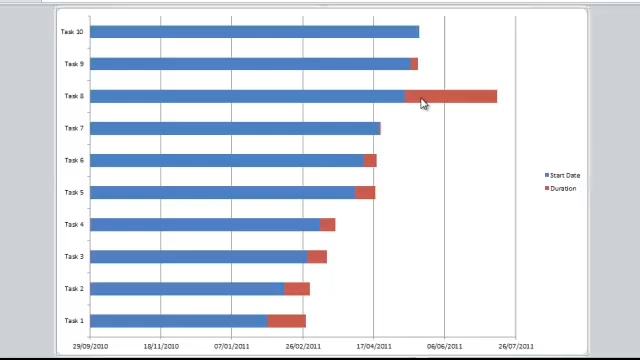 Task 10
Task 9
Task 8
Task 7
Task 6
Task 5
Start Date
Duration
Task 4
Task 3
Task 2
Task 1
29/09/2010 18/11/2010 07/01/2011 26/02/2011 17/04/2011 06/06/2011 26/07/2011